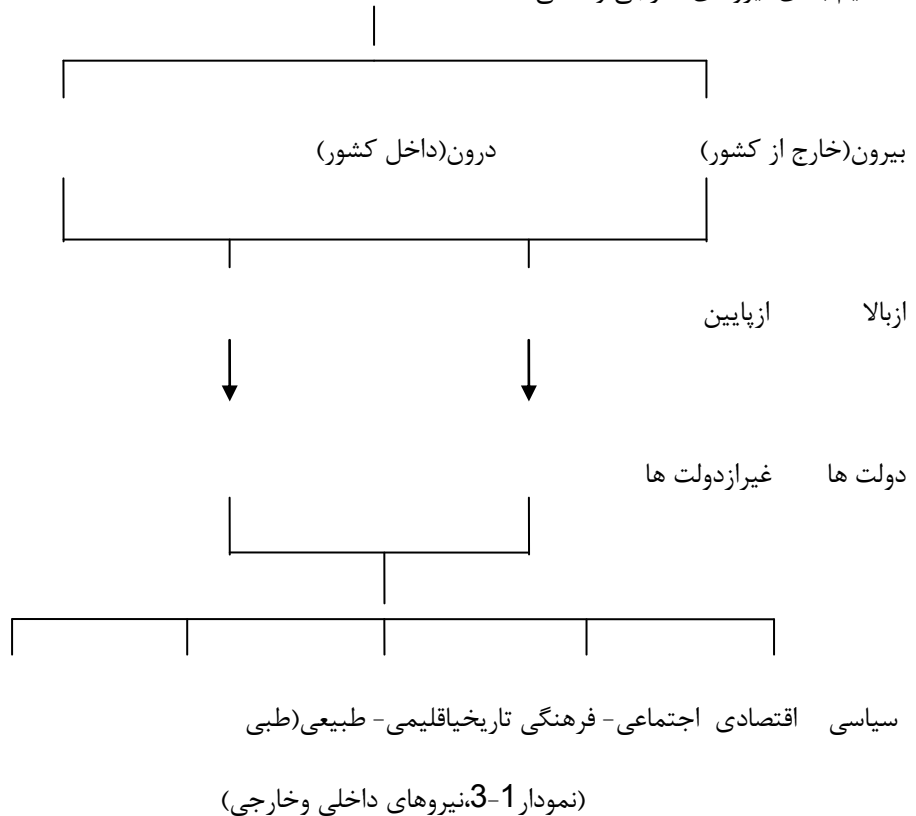 بیرون(خارج از کشور) درون(داخل کشور)
ازبالا ازپایین
دولت ها غیرازدولت ها
سیاسی اقتصادی اجتماعی- فرهنگی تاریخیاقلیمی- طبیعی(طبی
(نمودار1-3،نیروهای داخلی وخارجی)